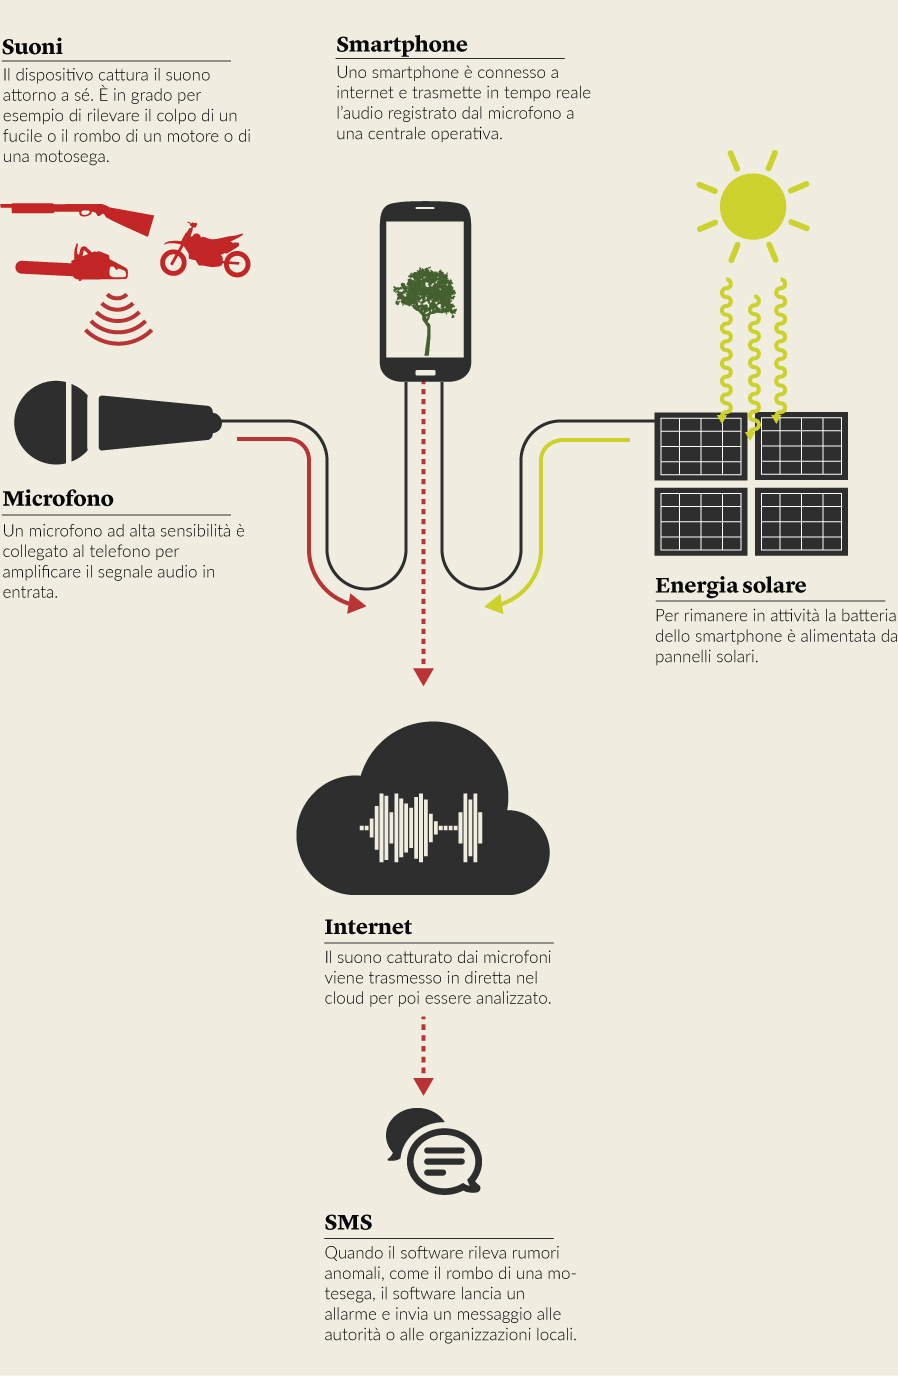 Suoni
Il dispositivo cattura il suono
attorno a sé. È in grado per
esempio di rilevare il colpo di un
fucile o il rombo di un motore o di
una motosega.
Smartphone
Uno smartphone è connesso a
internet e trasmette in tempo reale
l’audio registrato dal microfono a
una centrale operativa.
Microfono
Un microfono ad alta sensibilità è
collegato al telefono per
amplificare il segnale audio in
entrata.
Energia solare
Per rimanere in attività la batteria
dello smartphone è alimentata da
pannelli solari.
Internet
Il suono catturato dai microfoni
viene trasmesso in diretta nel
cloud per poi essere analizzato.
SMS
Quando il software rileva rumori
anomali, come il rombo di una mo-
tesega, il software lancia un
allarme e invia un messaggio alle
autorità o alle organizzazioni locali.